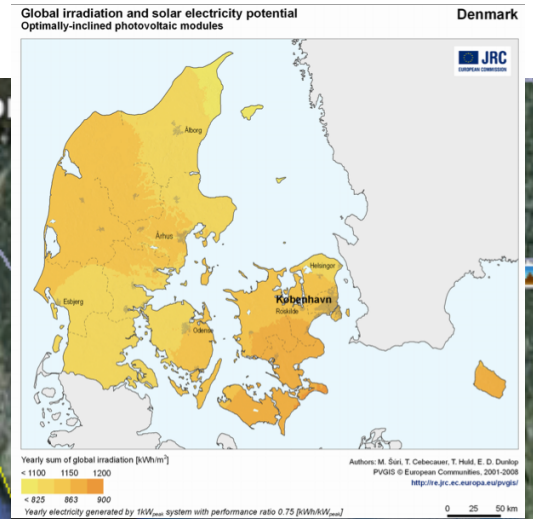 Global irradiation and solar electricity potential
Optimally-inclined photovoltaic modules
Denmark
JRC
EUROPEAN COMMISSION
Ålborg
Århus
Helsingor
København
Roskilde
Esbjerg
Odense
Yearly sum of global irradiation [kWh/m²]
< 1100 1150 1200
< 825 863 900
Yearly electricity generated by 1kWpeak system with performance ratio 0.75 [kWh/kWpeak]
Authors: M. Šúri, T. Cebecauer, T. Huld, E. D. Dunlop
PVGIS © European Communities, 2001-2008
http://re.jrc.ec.europa.eu/pvgis/
0 25 50 km